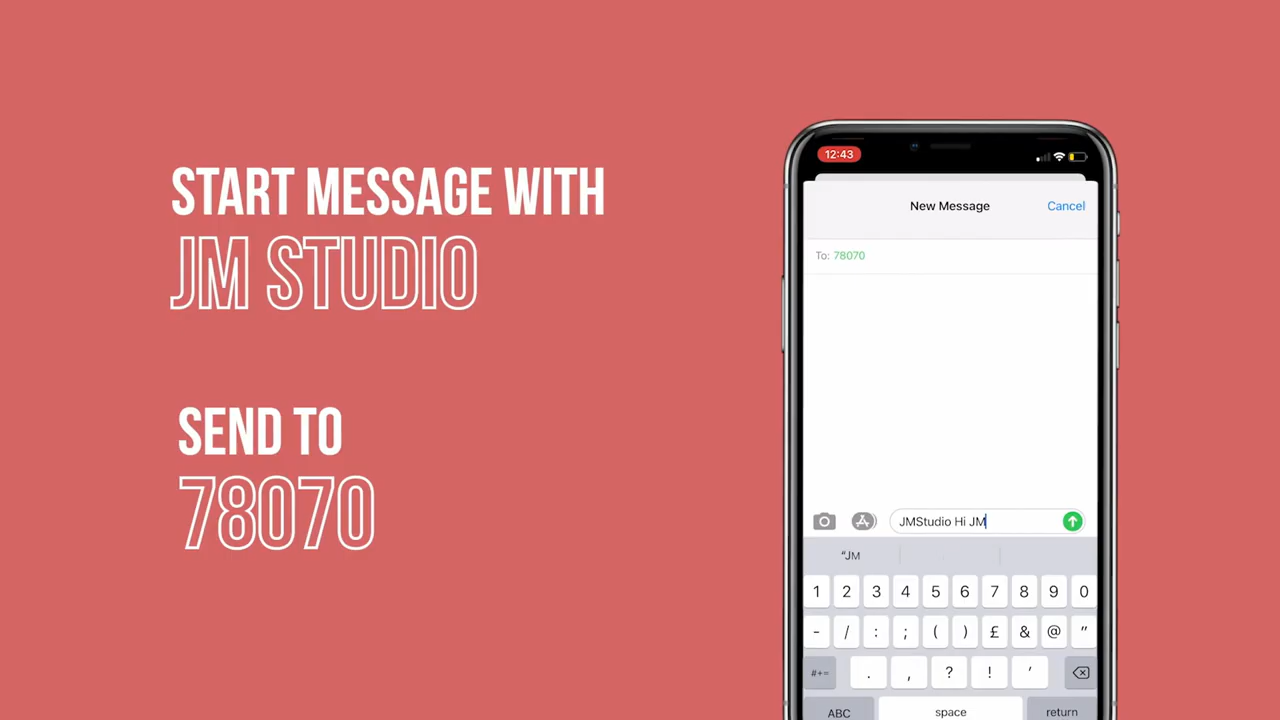 START MESSAGE WITH
JM STUDIO
SEND TO
78070
12:43
New Message
Cancel
To: 78070
JMStudio Hi JM
“JM
1 2 3 4 5 6 7 8 9 0
- / : ; ( ) £ & @ "
#+= . , ? ! '
ABC space return